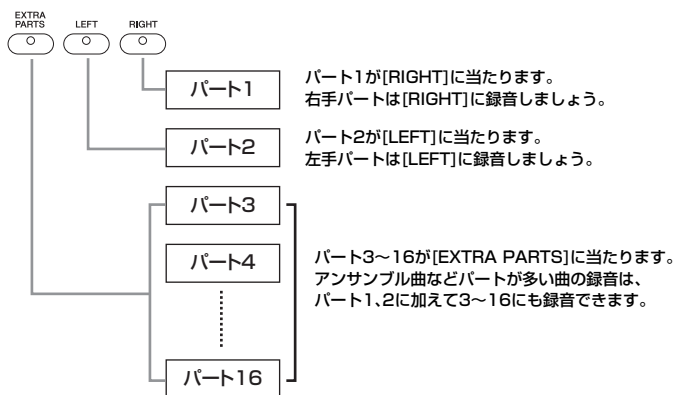 EXTRA
PARTS
LEFT
RIGHT
パート1
パート1が[RIGHT]に当たります。
右手パートは[RIGHT]に録音しましょう。
パート2
パート2が[LEFT]に当たります。
左手パートは[LEFT]に録音しましょう。
パート3
パート4
パート16
パート3〜16が[EXTRA PARTS]に当たります。
アンサンブル曲などパートが多い曲の録音は、
パート1、2に加えて3〜16にも録音できます。